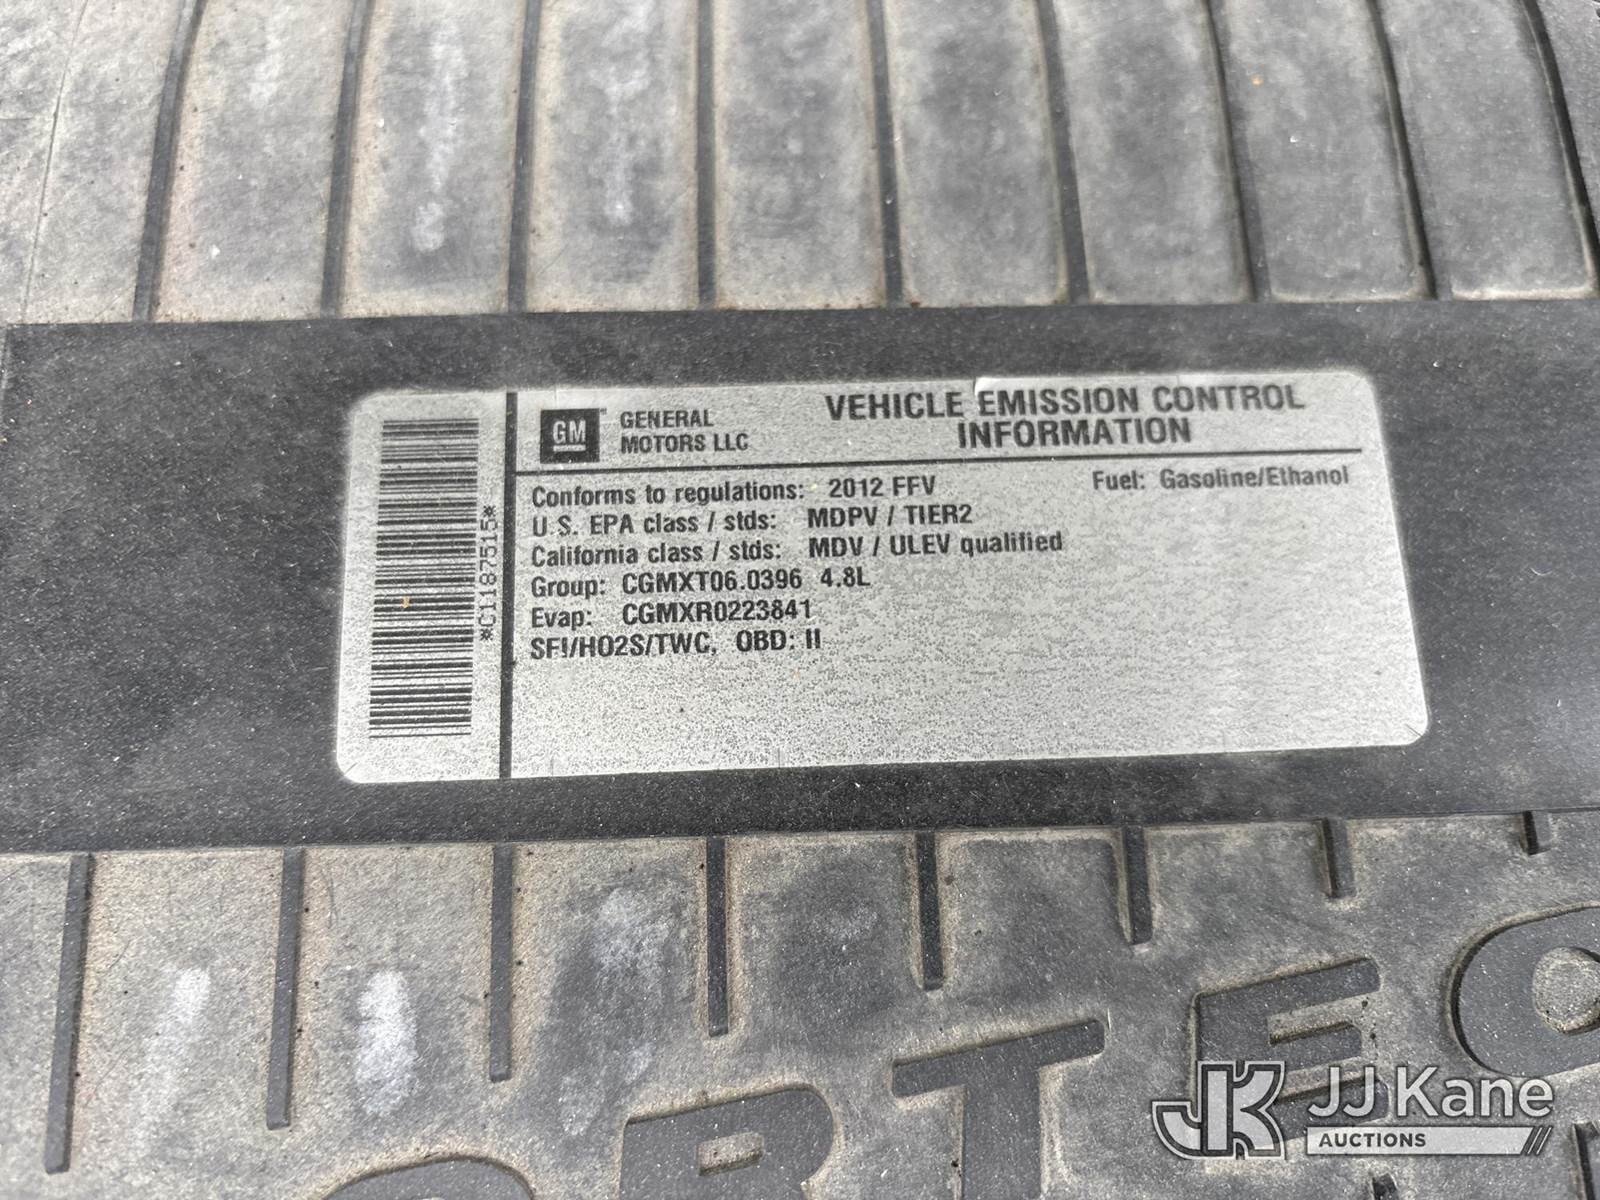 GM
GENERAL
MOTORS LLC
VEHICLE EMISSION CONTROL
INFORMATION
Conforms to regulations: 2012 FFV
Fuel: Gasoline/Ethanol
U.S. EPA class / stds: MDPV / TIER2
California class / stds: MDV / ULEV qualified
Group: CGMXT06.0396 4.8L
Evap: CGMXR0223841
SFI/HO2S/TWC, OBD: II
*C1187515*
ORTEC
JK
JJ Kane
AUCTIONS